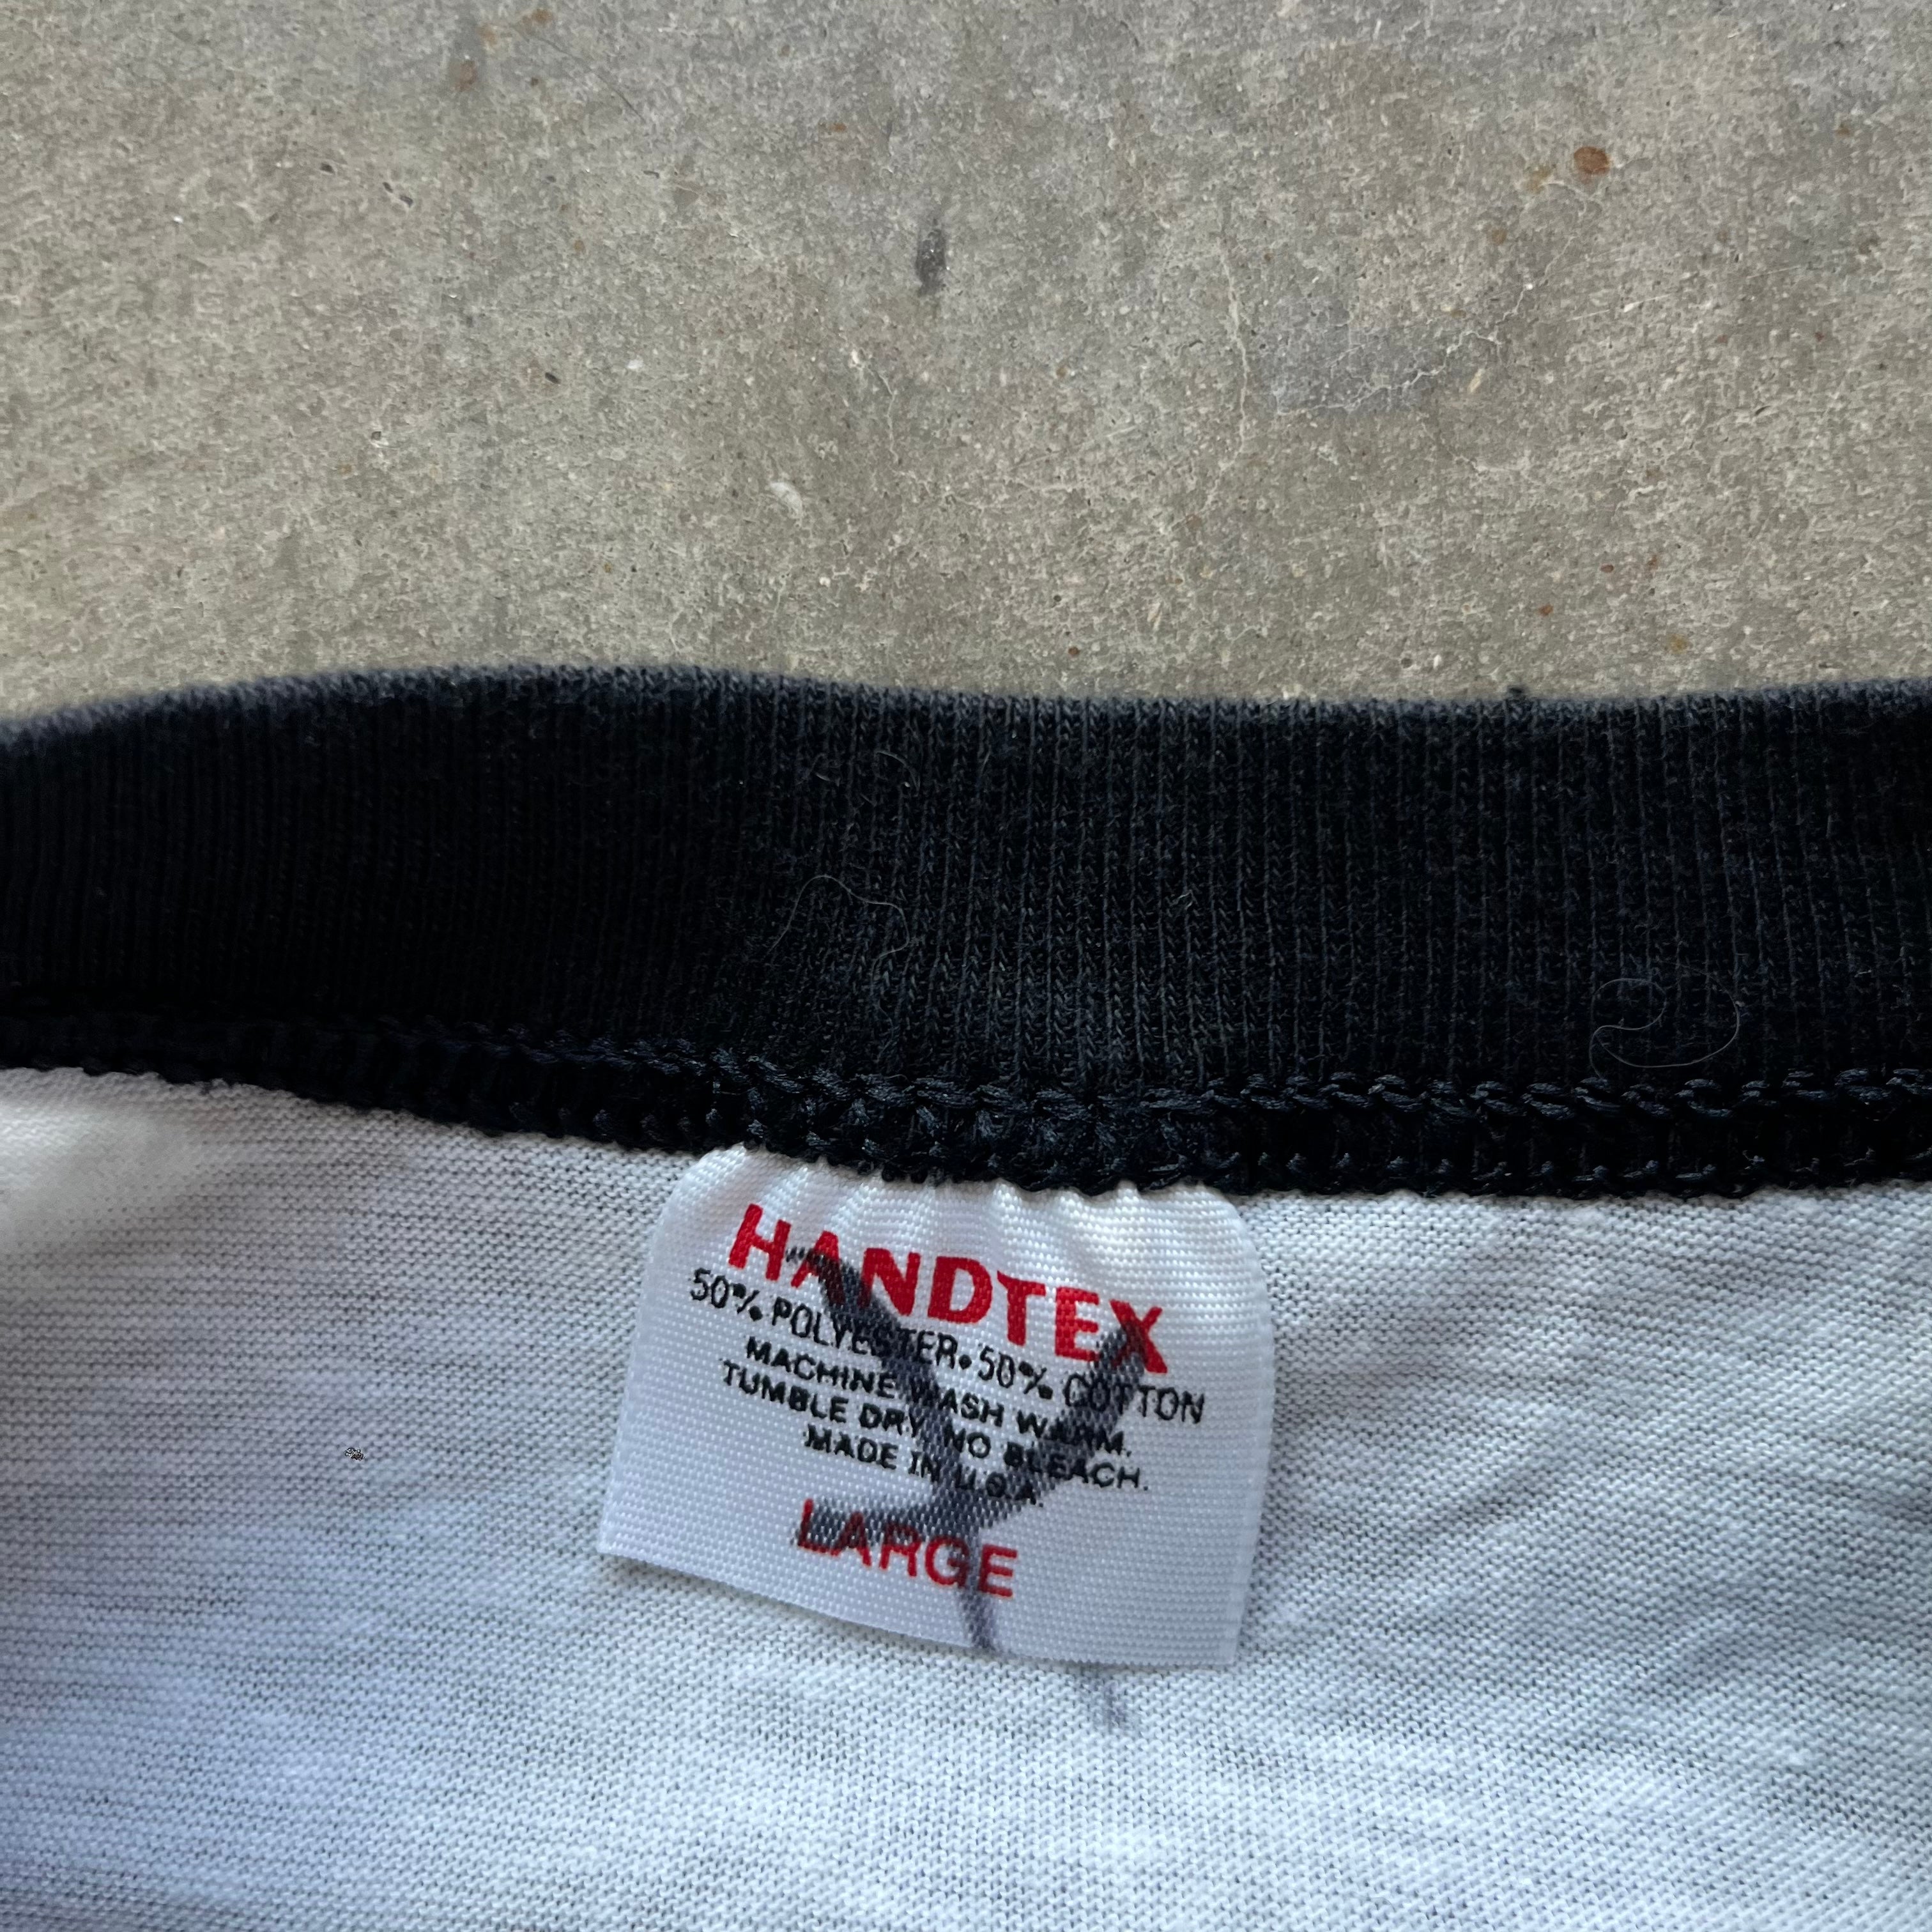 HANDTEX
50% POLYESTER • 50% COTTON
MACHINE WASH WARM.
TUMBLE DRY NO BLEACH.
MADE IN U.S.A.
LARGE